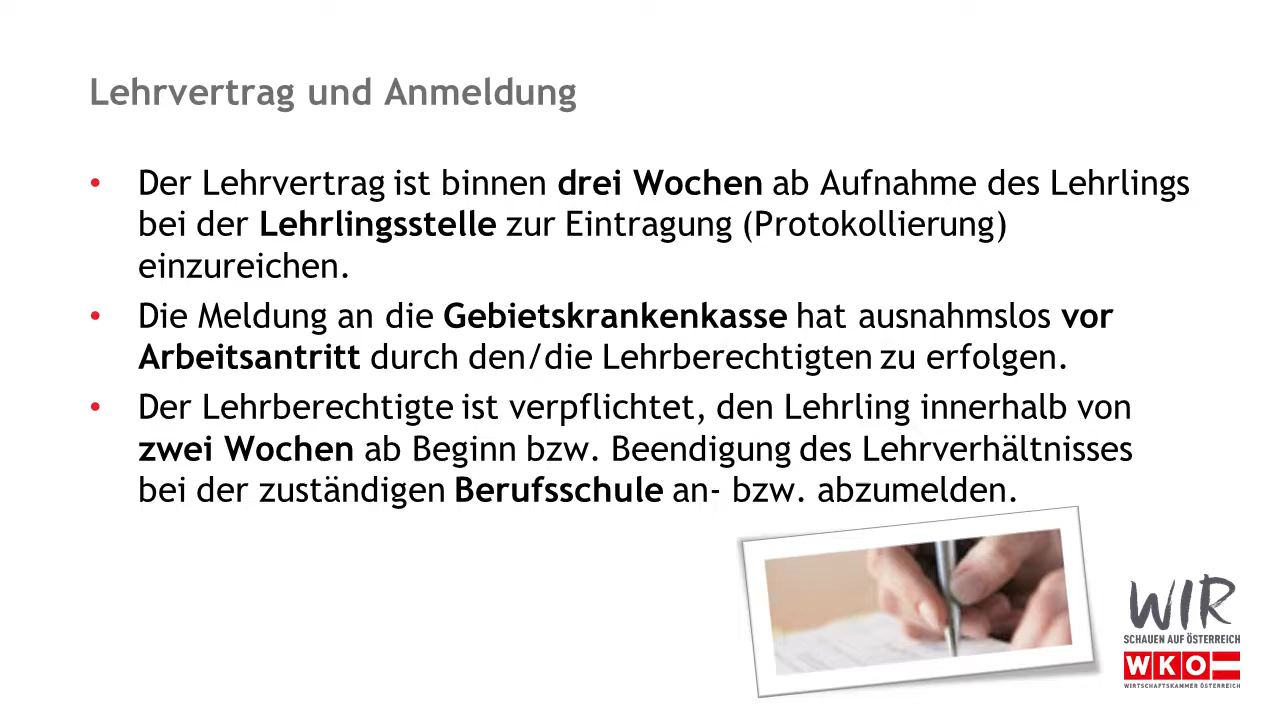 Lehrvertrag und Anmeldung
• Der Lehrvertrag ist binnen drei Wochen ab Aufnahme des Lehrlings
bei der Lehrlingsstelle zur Eintragung (Protokollierung)
einzureichen.
• Die Meldung an die Gebietskrankenkasse hat ausnahmslos vor
Arbeitsantritt durch den/die Lehrberechtigten zu erfolgen.
• Der Lehrberechtigte ist verpflichtet, den Lehrling innerhalb von
zwei Wochen ab Beginn bzw. Beendigung des Lehrverhältnisses
bei der zuständigen Berufsschule an- bzw. abzumelden.
WIR
SCHAUEN AUF ÖSTERREICH
WKO
WIRTSCHAFTSKAMMER ÖSTERREICH